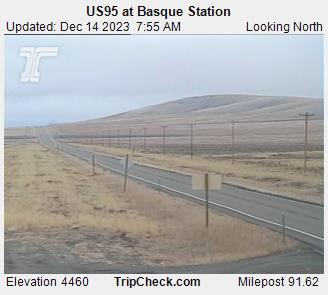 US95 at Basque Station
Updated: Dec 14 2023 7:55 AM Looking North
Elevation 4460 TripCheck.com Milepost 91.62